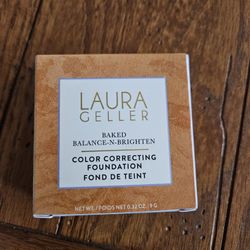 LAURA
GELLER
BAKED
BALANCE-N-BRIGHTEN
COLOR CORRECTING
FOUNDATION
FOND DE TEINT
NET WT./POIDS NET 0.32 OZ. | 9 G